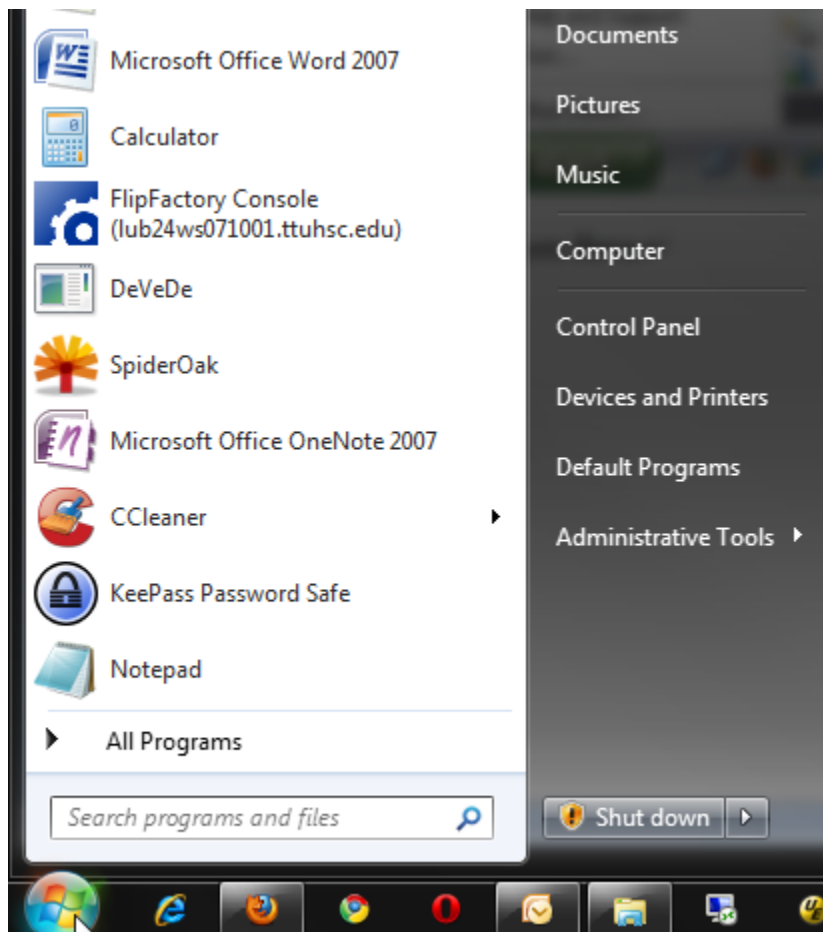 Microsoft Office Word 2007
Calculator
FlipFactory Console
(lub24ws071001.ttuhsc.edu)
DeVeDe
SpiderOak
Microsoft Office OneNote 2007
CCleaner
KeePass Password Safe
Notepad
All Programs
Search programs and files
Documents
Pictures
Music
Computer
Control Panel
Devices and Printers
Default Programs
Administrative Tools
Shut down